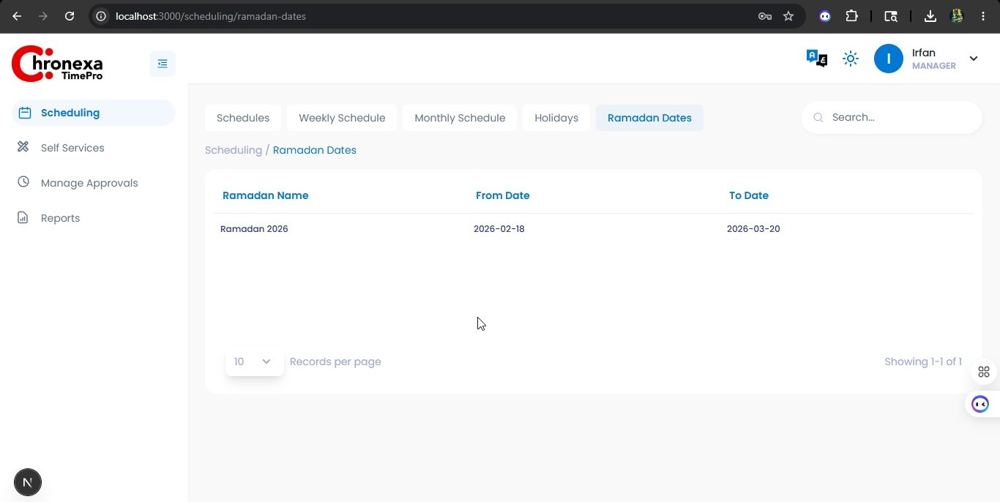 localhost:3000/scheduling/ramadan-dates
Chronexa
TimePro
Irfan
MANAGER
I
A
ع
Scheduling
Self Services
Manage Approvals
Reports
Schedules
Weekly Schedule
Monthly Schedule
Holidays
Ramadan Dates
Search...
Scheduling / Ramadan Dates
Ramadan Name From Date To Date
Ramadan 2026 2026-02-18 2026-03-20
10 Records per page Showing 1-1 of 1
N